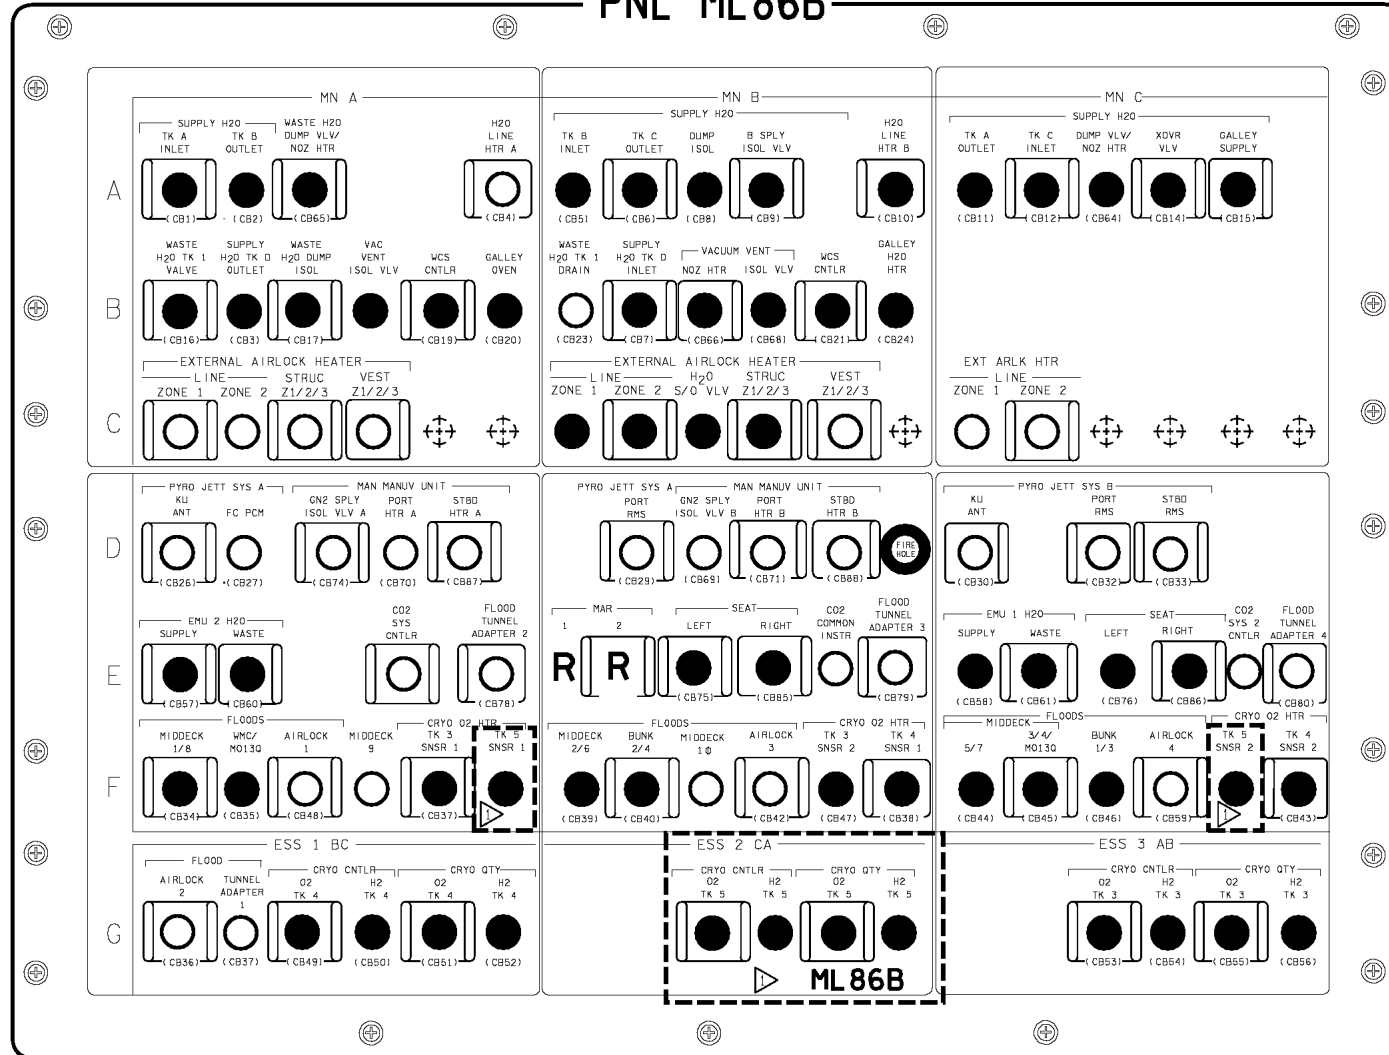 PNL ML86B
MN A
MN B
MN C
SUPPLY H2O
WASTE H2O
DUMP VLV/
NOZ HTR
H2O
LINE
HTR A
TK A
INLET
TK B
OUTLET
SUPPLY H2O
TK B
INLET
TK C
OUTLET
DUMP
ISOL
B SPLY
ISOL VLV
H2O
LINE
HTR B
SUPPLY H2O
TK A
OUTLET
TK C
INLET
DUMP VLV/
NOZ HTR
XOVR
VLV
GALLEY
SUPPLY
A
(CB1) (CB2) (CB65) (CB4) (CB5) (CB6) (CB8) (CB9) (CB10) (CB11) (CB12) (CB64) (CB14) (CB15)
WASTE
H2O TK 1
VALVE
SUPPLY
H2O TK D
OUTLET
WASTE
H2O DUMP
ISOL
VAC
VENT
ISOL VLV
WCS
CNTLR
GALLEY
OVEN
WASTE
H2O TK 1
DRAIN
SUPPLY
H2O TK D
INLET
VACUUM VENT
NOZ HTR
ISOL VLV
WCS
CNTLR
GALLEY
H2O
HTR
B
(CB16) (CB3) (CB17) (CB19) (CB20) (CB23) (CB7) (CB66) (CB68) (CB21) (CB24)
EXTERNAL AIRLOCK HEATER
LINE
ZONE 1
ZONE 2
STRUC
Z1/2/3
VEST
Z1/2/3
EXTERNAL AIRLOCK HEATER
LINE
ZONE 1
ZONE 2
H2O
S/O VLV
STRUC
Z1/2/3
VEST
Z1/2/3
EXT ARLK HTR
LINE
ZONE 1
ZONE 2
C
PYRO JETT SYS A
KU
ANT
FC PCM
MAN MANUV UNIT
GN2 SPLY
ISOL VLV A
PORT
HTR A
STBD
HTR A
PYRO JETT SYS A
PORT
RMS
MAN MANUV UNIT
GN2 SPLY
ISOL VLV B
PORT
HTR B
STBD
HTR B
PYRO JETT SYS B
KU
ANT
PORT
RMS
STBD
RMS
D
FIRE
HOLE
(CB26) (CB27) (CB74) (CB70) (CB87) (CB29) (CB69) (CB71) (CB88) (CB30) (CB32) (CB33)
EMU 2 H2O
SUPPLY
WASTE
CO2
SYS
CNTLR
FLOOD
TUNNEL
ADAPTER 2
MAR
1
2
SEAT
LEFT
RIGHT
CO2
COMMON
INSTR
FLOOD
TUNNEL
ADAPTER 3
EMU 1 H2O
SUPPLY
WASTE
SEAT
LEFT
RIGHT
CO2
SYS 2
CNTLR
FLOOD
TUNNEL
ADAPTER 4
E
R R
(CB57) (CB60) (CB78) (CB75) (CB85) (CB79) (CB58) (CB61) (CB76) (CB86) (CB80)
FLOODS
MIDDECK
1/8
WMC/
MO13Q
AIRLOCK
1
MIDDECK
9
CRYO O2 HTR
TK 3
SNSR 1
TK 5
SNSR 1
FLOODS
MIDDECK
2/6
BUNK
2/4
MIDDECK
10
AIRLOCK
3
CRYO O2 HTR
TK 3
SNSR 2
TK 4
SNSR 1
FLOODS
MIDDECK
5/7
3/4/
MO13Q
BUNK
1/3
AIRLOCK
4
CRYO O2 HTR
TK 5
SNSR 2
TK 4
SNSR 2
F
1
1
(CB34) (CB35) (CB48) (CB37) (CB39) (CB40) (CB42) (CB47) (CB38) (CB44) (CB45) (CB46) (CB59) (CB43)
ESS 1 BC
ESS 2 CA
ESS 3 AB
FLOOD
AIRLOCK
2
TUNNEL
ADAPTER
1
CRYO CNTLR
O2
TK 4
H2
TK 4
CRYO QTY
O2
TK 4
H2
TK 4
CRYO CNTLR
O2
TK 5
H2
TK 5
CRYO QTY
O2
TK 5
H2
TK 5
CRYO CNTLR
O2
TK 3
H2
TK 3
CRYO QTY
O2
TK 3
H2
TK 3
G
(CB36) (CB37) (CB49) (CB50) (CB51) (CB52) (CB53) (CB54) (CB55) (CB56)
1
ML86B